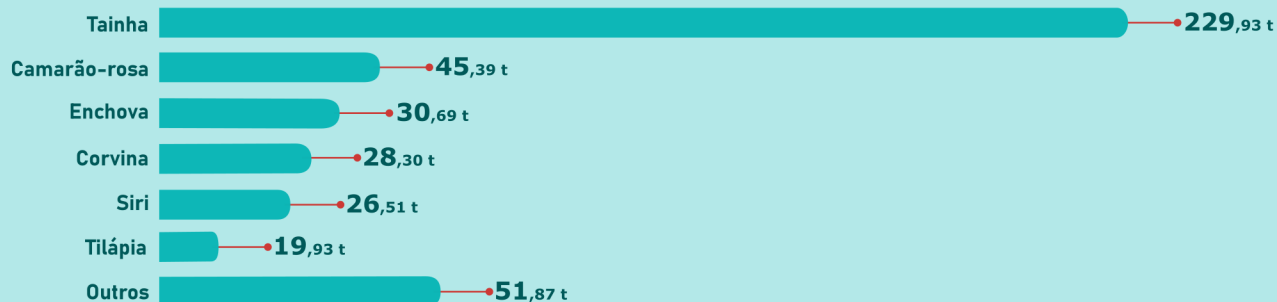 Tainha 229,93 t
Camarão-rosa 45,39 t
Enchova 30,69 t
Corvina 28,30 t
Siri 26,51 t
Tilápia 19,93 t
Outros 51,87 t